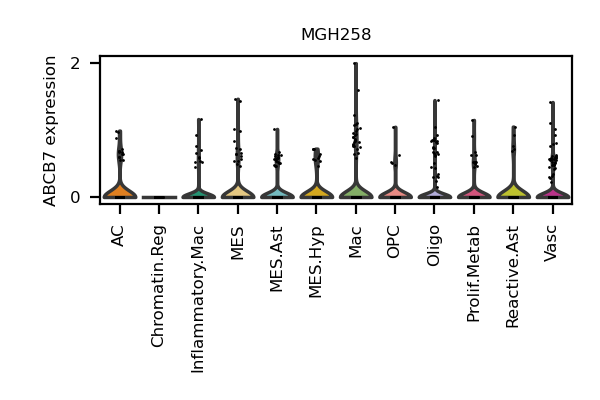 MGH258
ABCB7 expression
2
0
AC
Chromatin.Reg
Inflammatory.Mac
MES
MES.Ast
MES.Hyp
Mac
OPC
Oligo
Prolif.Metab
Reactive.Ast
Vasc